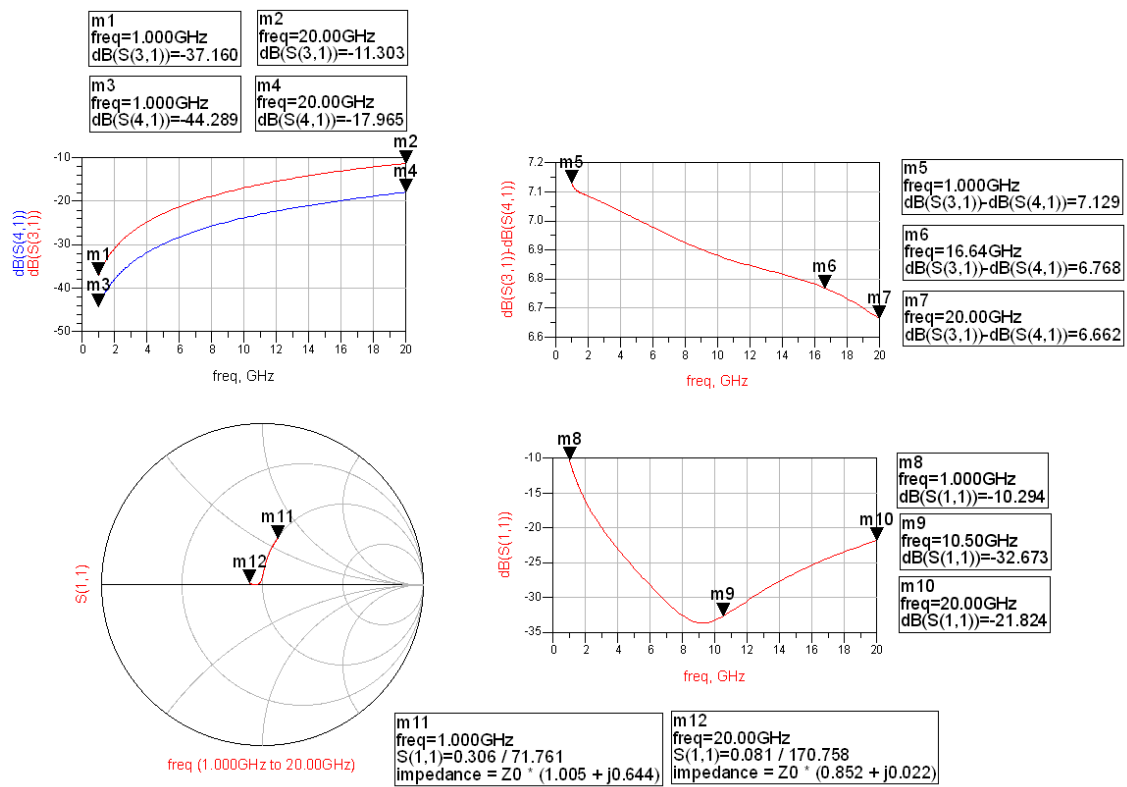 m1
freq=1.000GHz
dB(S(3,1))=-37.160
m2
freq=20.00GHz
dB(S(3,1))=-11.303
m3
freq=1.000GHz
dB(S(4,1))=-44.289
m4
freq=20.00GHz
dB(S(4,1))=-17.965
dB(S(4,1))
dB(S(3,1))
-10
-20
-30
-40
-50
m1
m3
m2
m4
0 2 4 6 8 10 12 14 16 18 20
freq, GHz
dB(S(3,1))-dB(S(4,1))
7.2
7.1
7.0
6.9
6.8
6.7
6.6
m5
m6
m7
0 2 4 6 8 10 12 14 16 18 20
freq, GHz
m5
freq=1.000GHz
dB(S(3,1))-dB(S(4,1))=7.129
m6
freq=16.64GHz
dB(S(3,1))-dB(S(4,1))=6.768
m7
freq=20.00GHz
dB(S(3,1))-dB(S(4,1))=6.662
S(1,1)
m11
m12
freq (1.000GHz to 20.00GHz)
dB(S(1,1))
-10
-15
-20
-25
-30
-35
m8
m9
m10
0 2 4 6 8 10 12 14 16 18 20
freq, GHz
m8
freq=1.000GHz
dB(S(1,1))=-10.294
m9
freq=10.50GHz
dB(S(1,1))=-32.673
m10
freq=20.00GHz
dB(S(1,1))=-21.824
m11
freq=1.000GHz
S(1,1)=0.306 / 71.761
impedance = Z0 * (1.005 + j0.644)
m12
freq=20.00GHz
S(1,1)=0.081 / 170.758
impedance = Z0 * (0.852 + j0.022)